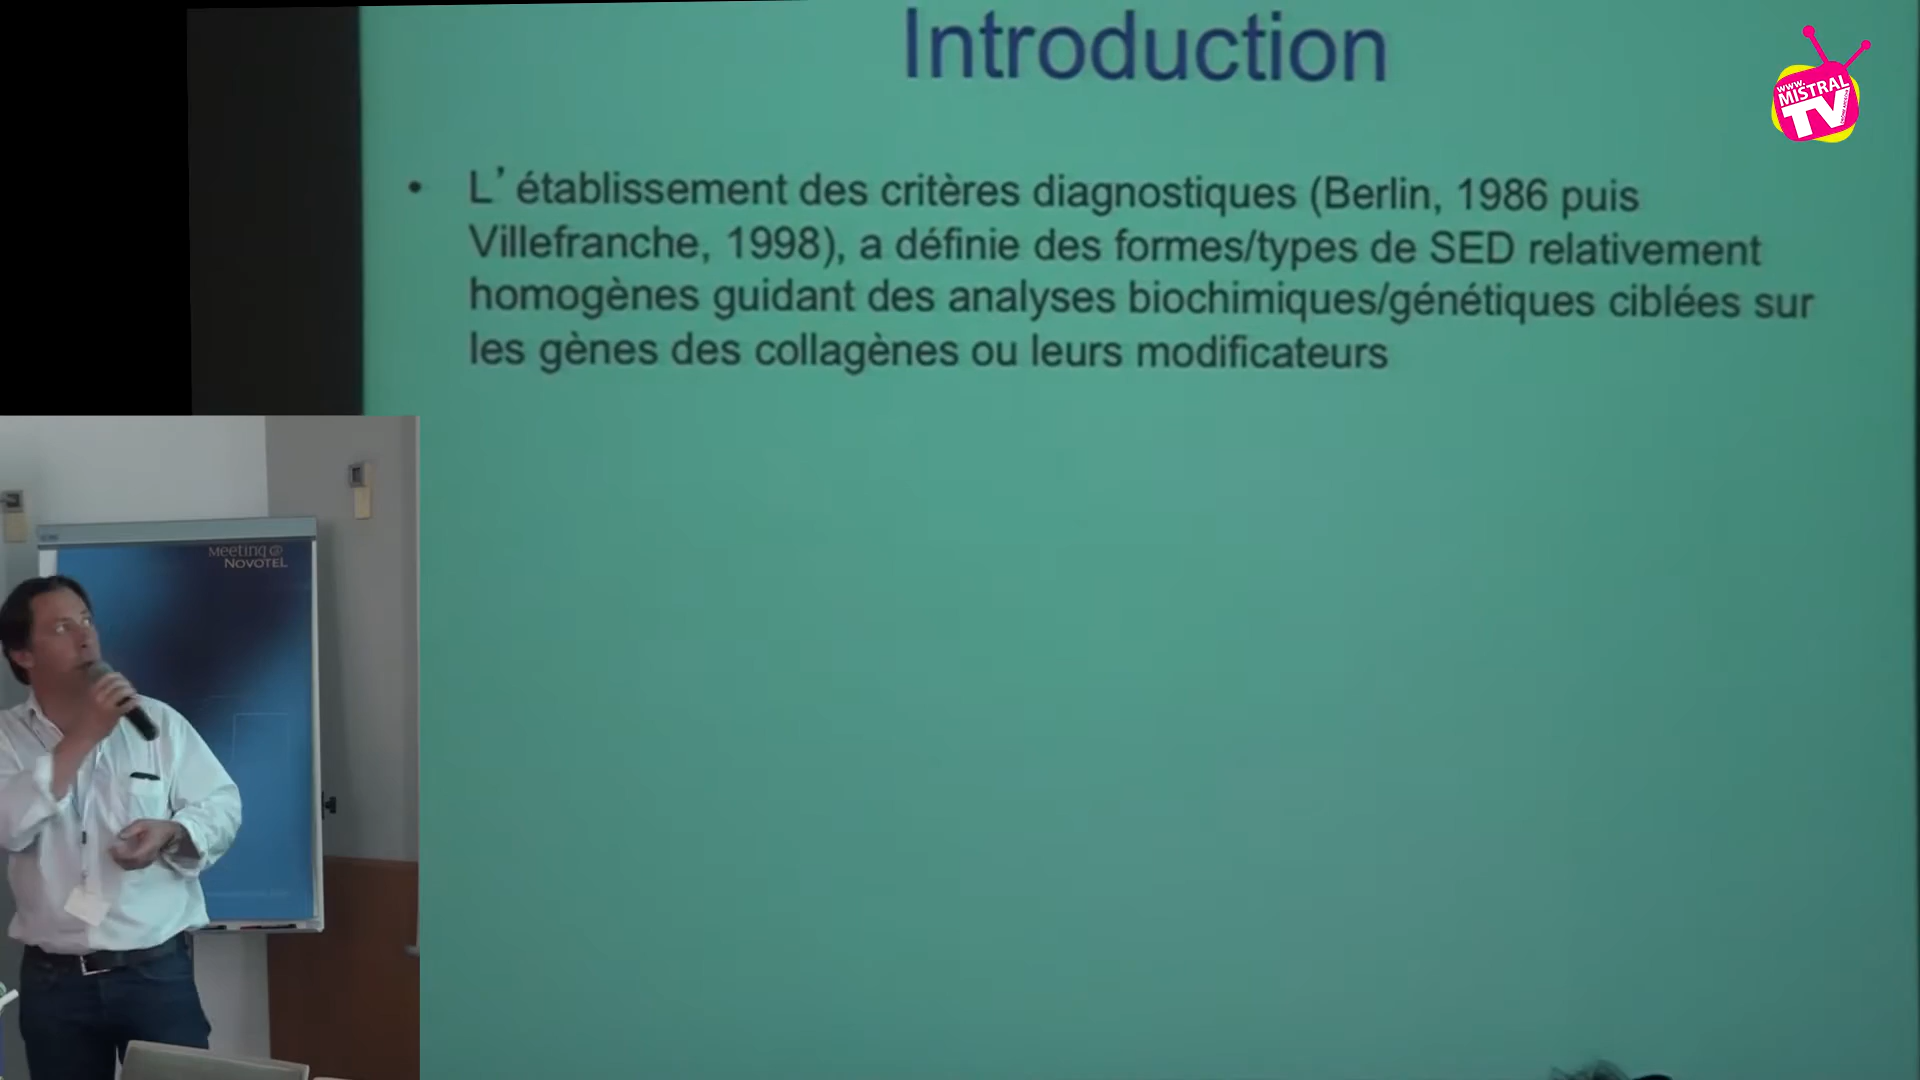 Introduction
www.
MISTRAL
TV
• L’établissement des critères diagnostiques (Berlin, 1986 puis
Villefranche, 1998), a définie des formes/types de SED relativement
homogènes guidant des analyses biochimiques/génétiques ciblées sur
les gènes des collagènes ou leurs modificateurs
Meeting@
NOVOTEL